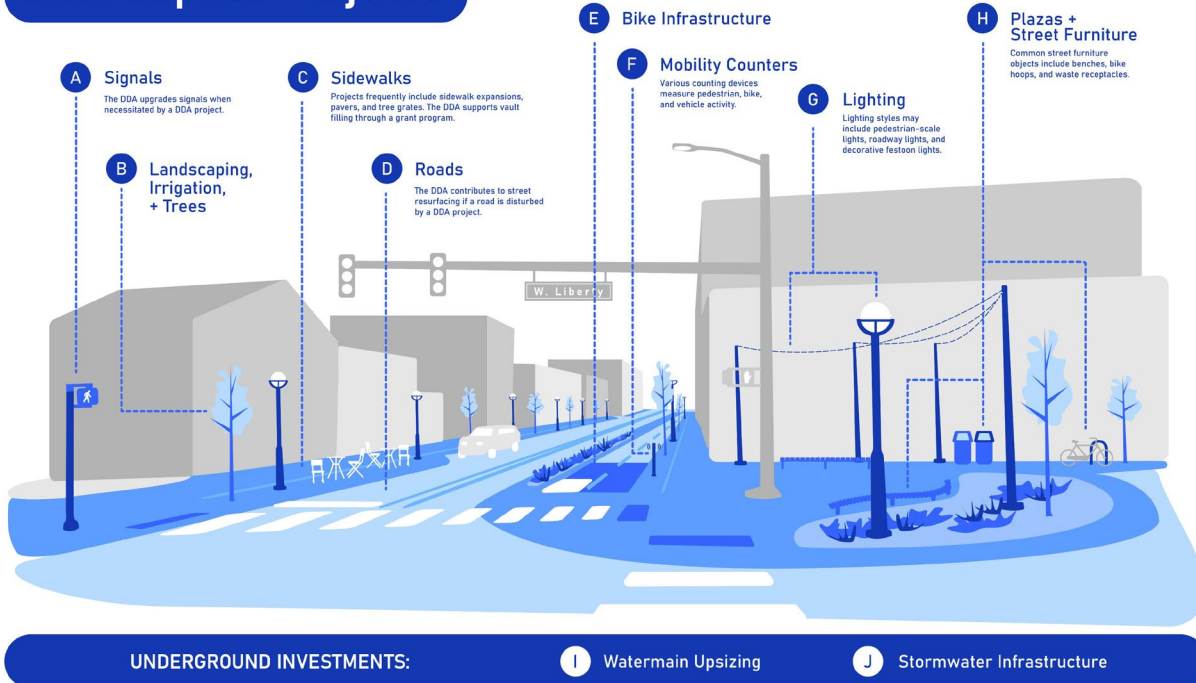 A
Signals
The DDA upgrades signals when
necessitated by a DDA project.
B
Landscaping,
Irrigation,
+ Trees
C
Sidewalks
Projects frequently include sidewalk expansions,
pavers, and tree grates. The DDA supports vault
filling through a grant program.
D
Roads
The DDA contributes to street
resurfacing if a road is disturbed
by a DDA project.
E
Bike Infrastructure
F
Mobility Counters
Various counting devices
measure pedestrian, bike,
and vehicle activity.
G
Lighting
Lighting styles may
include pedestrian-scale
lights, roadway lights, and
decorative festoon lights.
H
Plazas +
Street Furniture
Common street furniture
objects include benches, bike
hoops, and waste receptacles.
W. Liberty
UNDERGROUND INVESTMENTS:
I
Watermain Upsizing
J
Stormwater Infrastructure